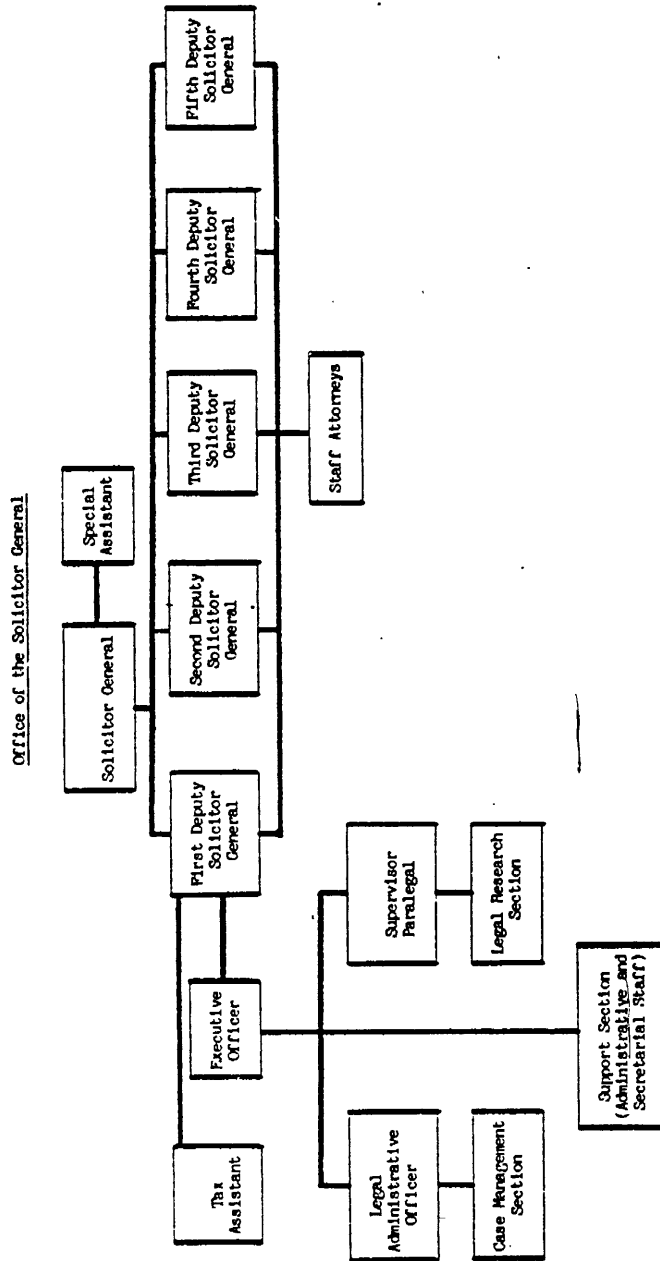 Office of the Solicitor General
Solicitor General
Special
Assistant
First Deputy
Solicitor
General
Second Deputy
Solicitor
General
Third Deputy
Solicitor
General
Fourth Deputy
Solicitor
General
Fifth Deputy
Solicitor
General
Tax
Assistant
Executive
Officer
Staff Attorneys
Legal
Administrative
Officer
Supervisor
Paralegal
Case Management
Section
Legal Research
Section
Support Section
(Administrative and
Secretarial Staff)